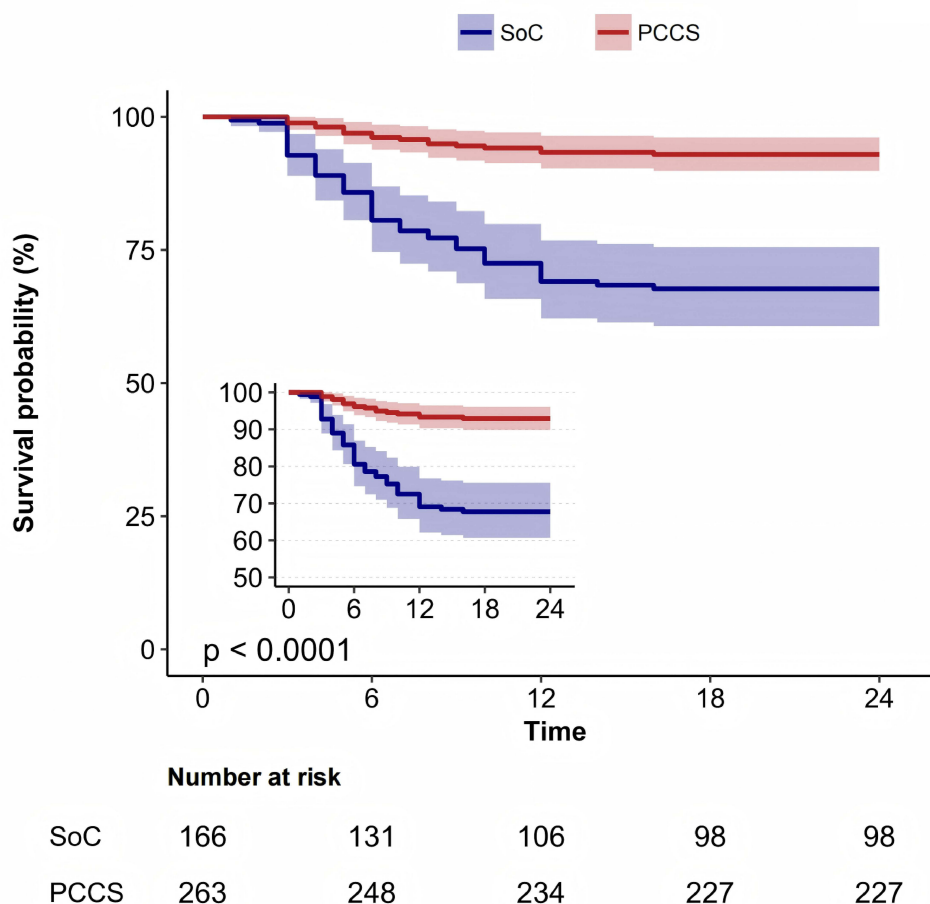 SoC PCCS
Survival probability (%)
100
75
50
25
0
100
90
80
70
60
50
0 6 12 18 24
p < 0.0001
0 6 12 18 24
Time
Number at risk
SoC 166 131 106 98 98
PCCS 263 248 234 227 227